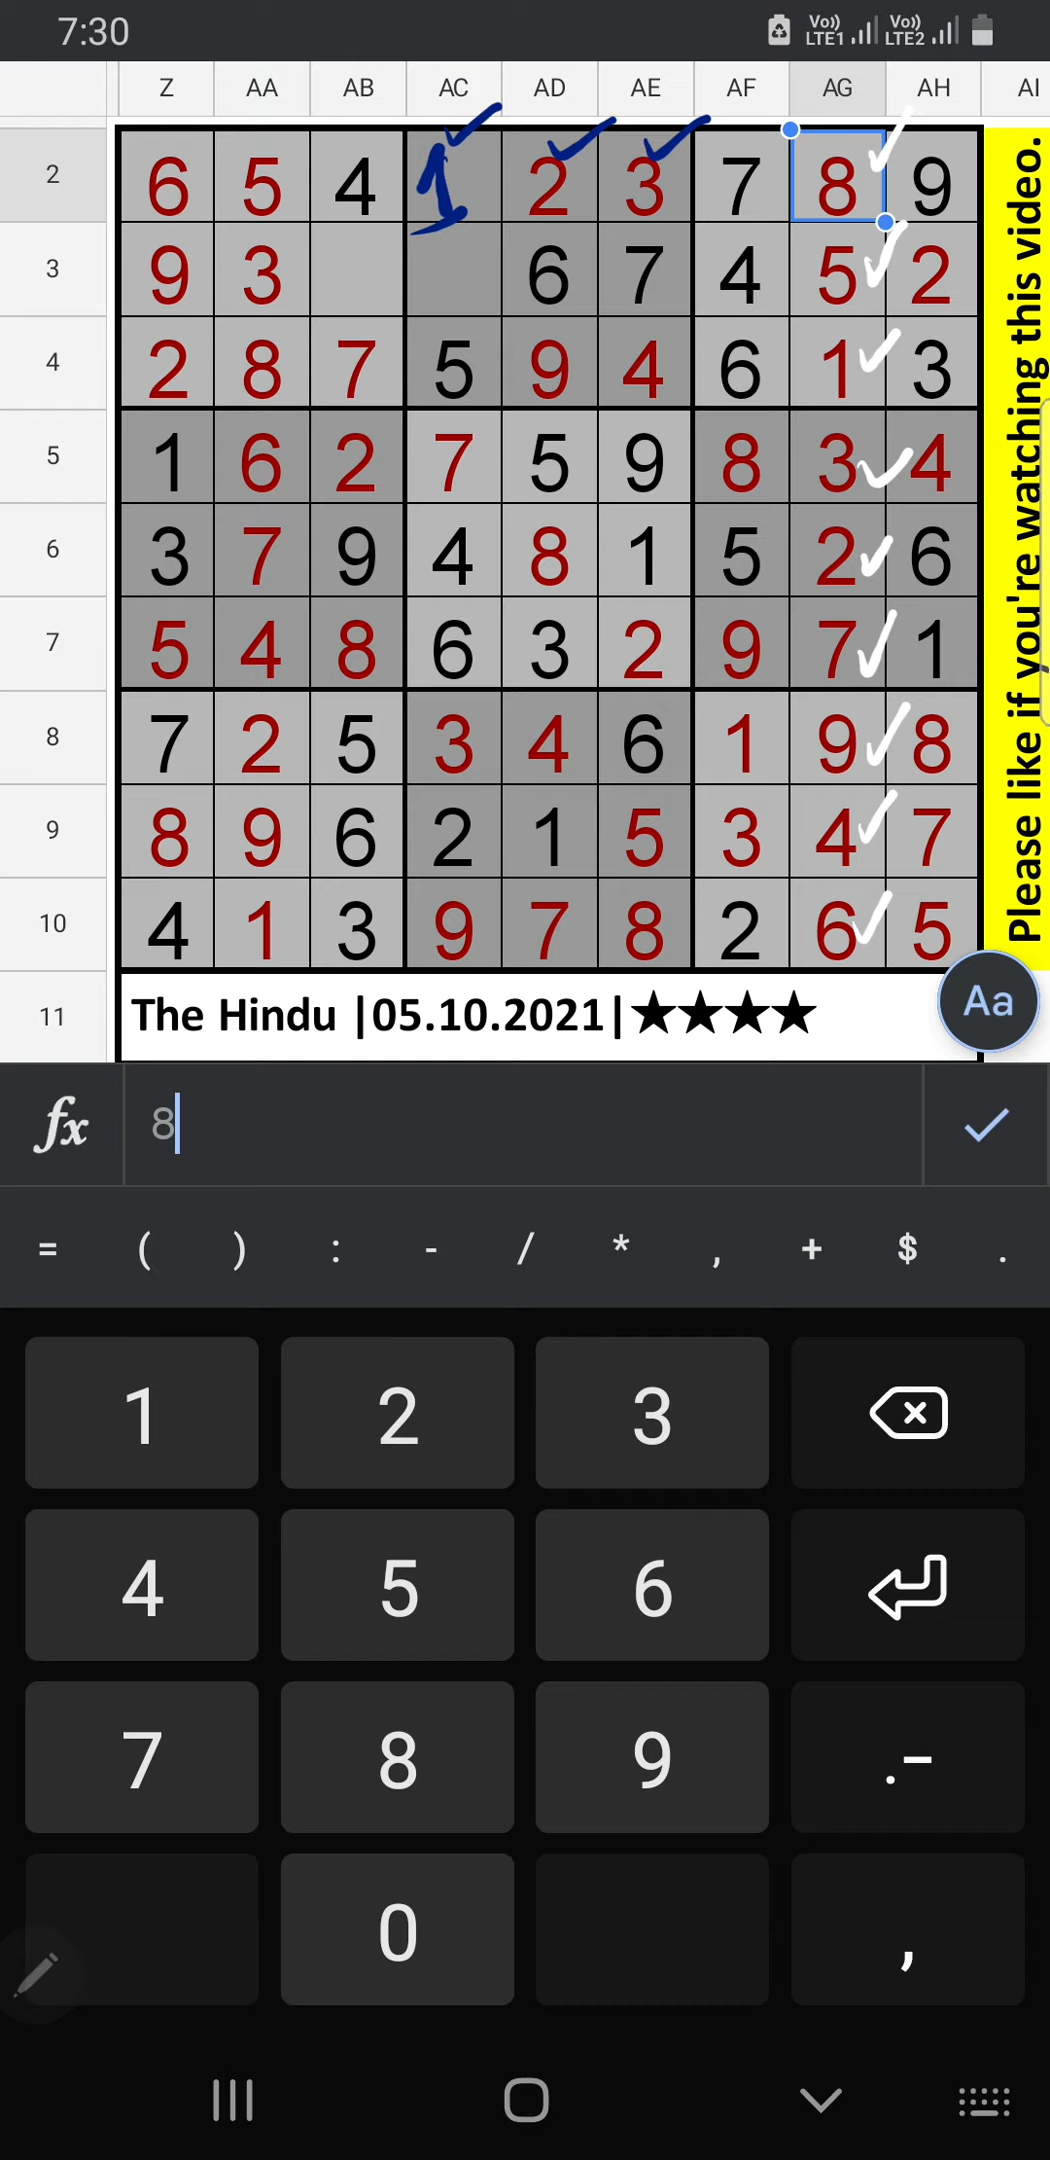 7:30 Vo)) LTE1 Vo)) LTE2
Z AA AB AC AD AE AF AG AH AI
2 6 5 4 1 2 3 7 8 9
3 9 3 6 7 4 5 2
4 2 8 7 5 9 4 6 1 3
5 1 6 2 7 5 9 8 3 4
6 3 7 9 4 8 1 5 2 6
7 5 4 8 6 3 2 9 7 1
8 7 2 5 3 4 6 1 9 8
9 8 9 6 2 1 5 3 4 7
10 4 1 3 9 7 8 2 6 5
Please like if you're watching this video.
11 The Hindu |05.10.2021|★★★★
Aa
fx 8
= ( ) : - / * , + $ .
1 2 3
4 5 6
7 8 9 .-
0 ,